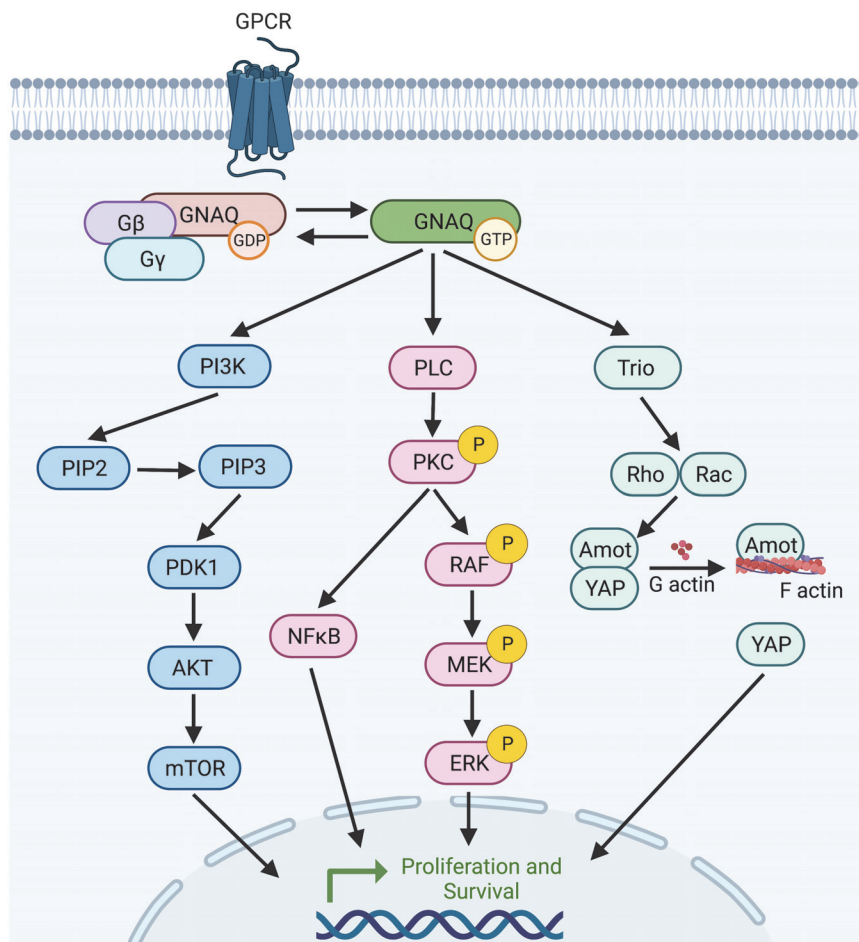 GPCR
Gβ
GNAQ
GDP
Gγ
GNAQ
GTP
PI3K
PLC
Trio
PIP2
PIP3
PKC
P
Rho
Rac
PDK1
RAF
P
Amot
YAP
G actin
Amot
F actin
NFκB
AKT
MEK
P
YAP
mTOR
ERK
P
Proliferation and
Survival